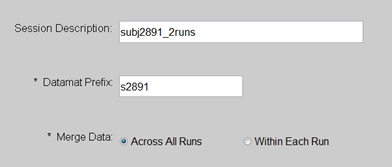 Session Description: subj2891_2runs
* Datamat Prefix: s2891
* Merge Data: Across All Runs Within Each Run